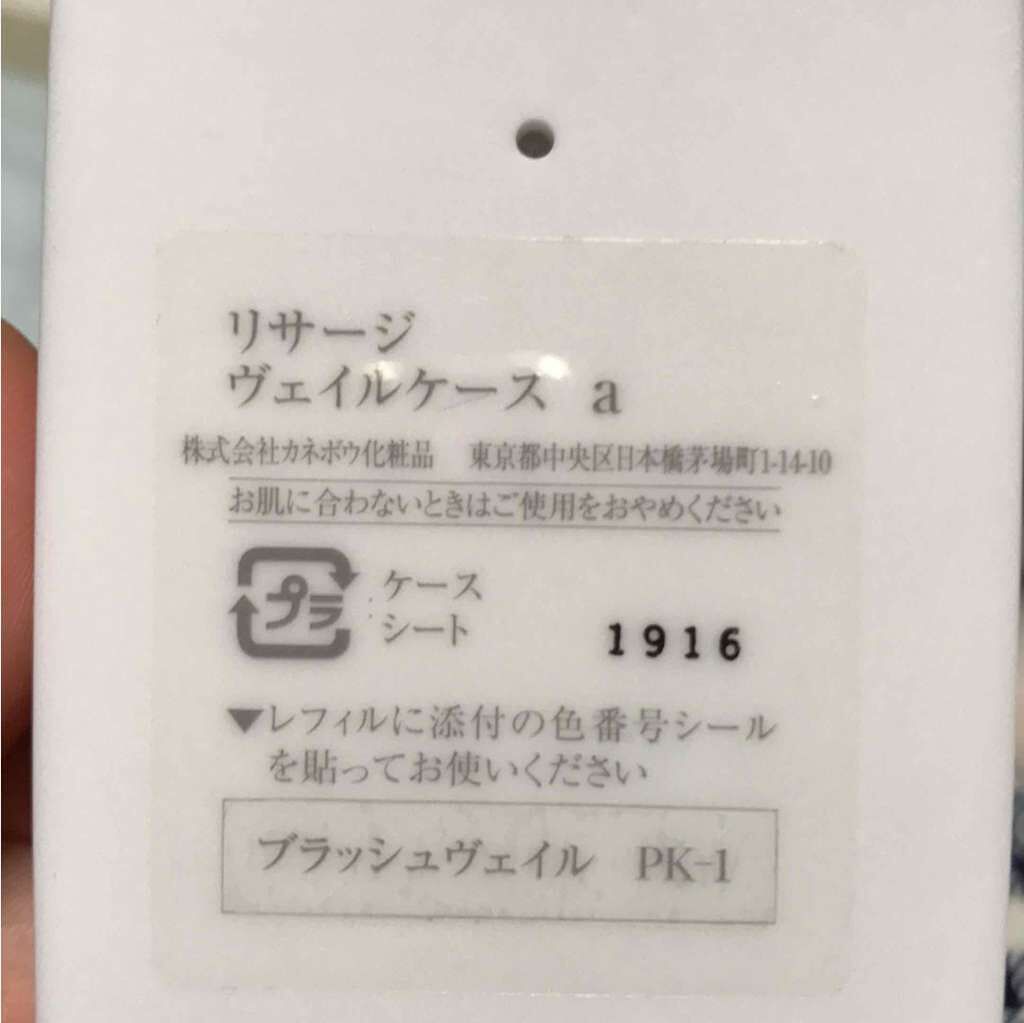 リサージ
ヴェイルケース a
株式会社カネボウ化粧品 東京都中央区日本橋茅場町1-14-10
お肌に合わないときはご使用をおやめください
プラ : ケース
シート
1916
▼レフィルに添付の色番号シール
を貼ってお使いください
ブラッシュヴェイル PK-1